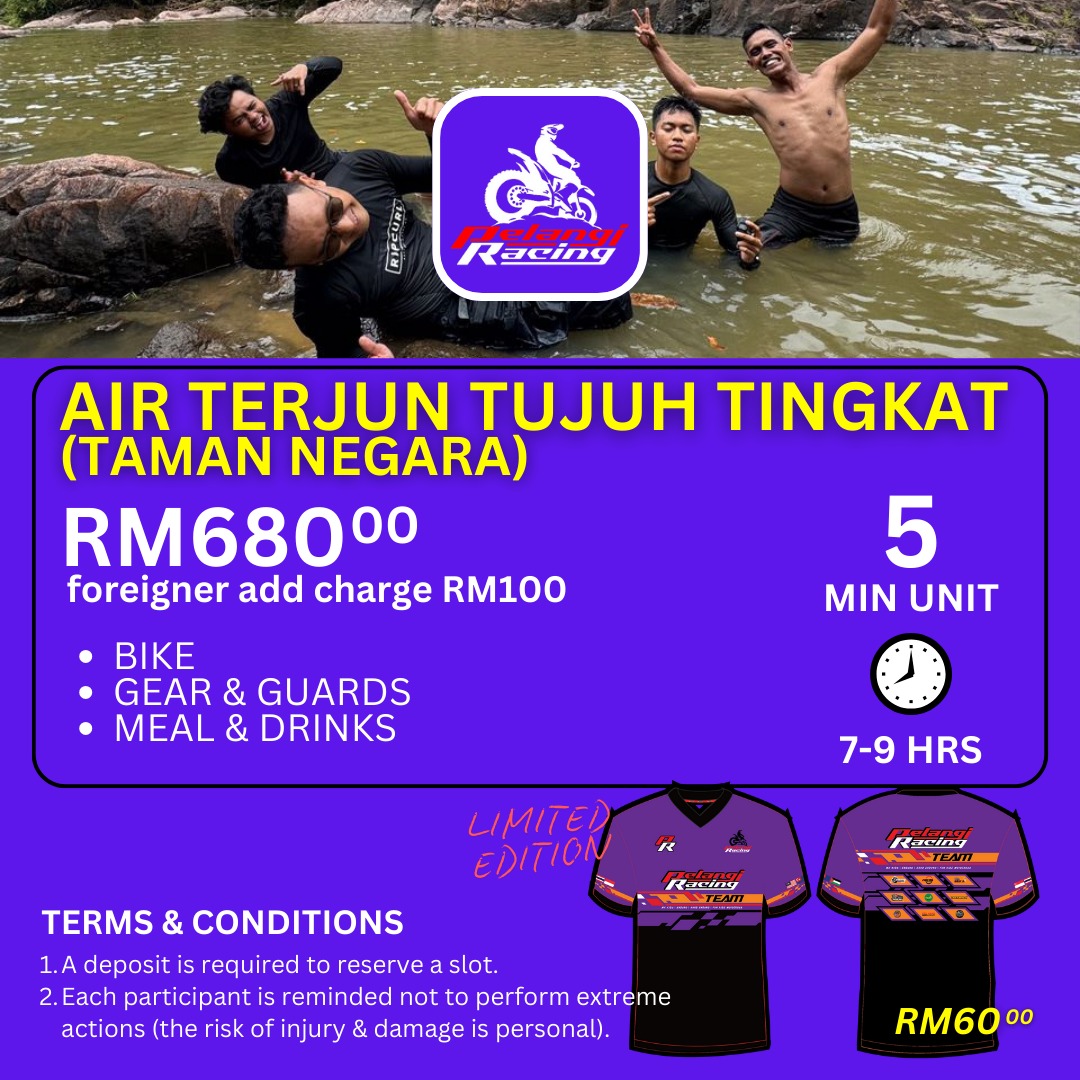 RIPCURL
Pelangi
Racing
AIR TERJUN TUJUH TINGKAT
(TAMAN NEGARA)
RM680⁰⁰
foreigner add charge RM100
5
MIN UNIT
• BIKE
• GEAR & GUARDS
• MEAL & DRINKS
7-9 HRS
LIMITED
EDITION
PR
Racing
Pelangi
Racing
TEAM
Pelangi
Racing
TEAM
TERMS & CONDITIONS
1. A deposit is required to reserve a slot.
2. Each participant is reminded not to perform extreme
actions (the risk of injury & damage is personal).
RM60⁰⁰